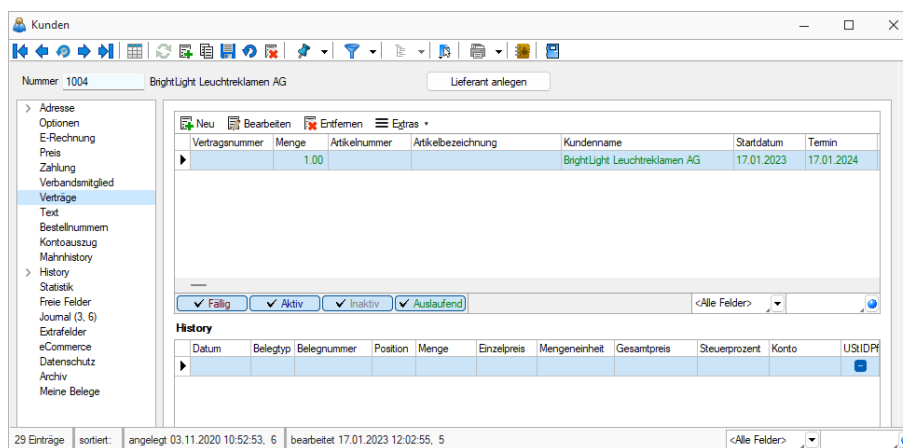 Kunden
Nummer 1004 BrightLight Leuchtreklamen AG Lieferant anlegen
Adresse
Optionen
E-Rechnung
Preis
Zahlung
Verbandsmitglied
Verträge
Text
Bestellnummern
Kontoauszug
Mahnhistory
History
Statistik
Freie Felder
Journal (3, 6)
Extrafelder
eCommerce
Datenschutz
Archiv
Meine Belege
Neu Bearbeiten Entfernen Extras
Vertragsnummer Menge Artikelnummer Artikelbezeichnung Kundenname Startdatum Termin
1.00 BrightLight Leuchtreklamen AG 17.01.2023 17.01.2024
Fällig Aktiv Inaktiv Auslaufend <Alle Felder>
History
Datum Belegtyp Belegnummer Position Menge Einzelpreis Mengeneinheit Gesamtpreis Steuerprozent Konto UStIDPf
29 Einträge sortiert: angelegt 03.11.2020 10:52:53, 6 bearbeitet 17.01.2023 12:02:55, 5 <Alle Felder>